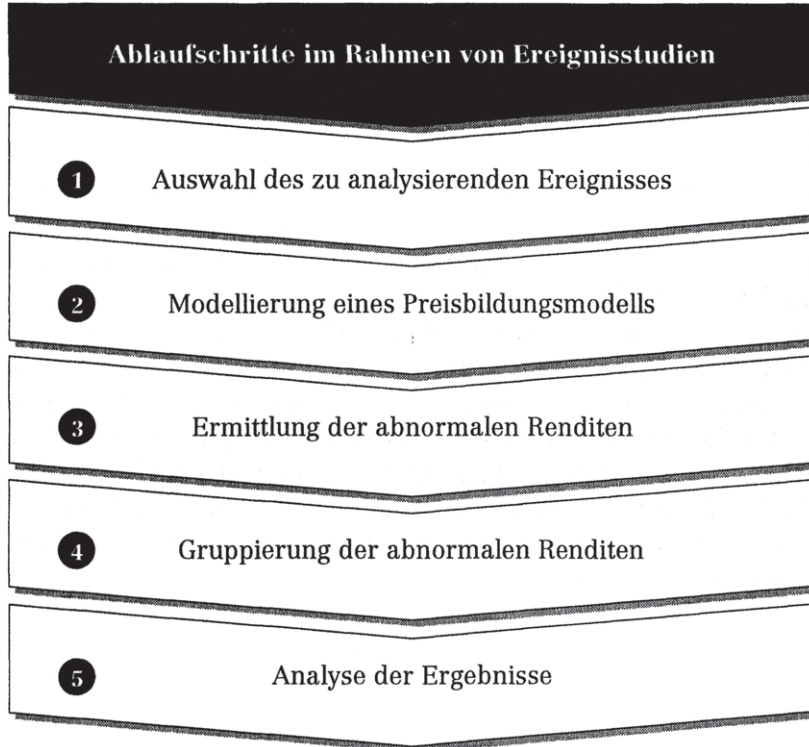 Ablaufschritte im Rahmen von Ereignisstudien
1 Auswahl des zu analysierenden Ereignisses
2 Modellierung eines Preisbildungsmodells
3 Ermittlung der abnormalen Renditen
4 Gruppierung der abnormalen Renditen
5 Analyse der Ergebnisse